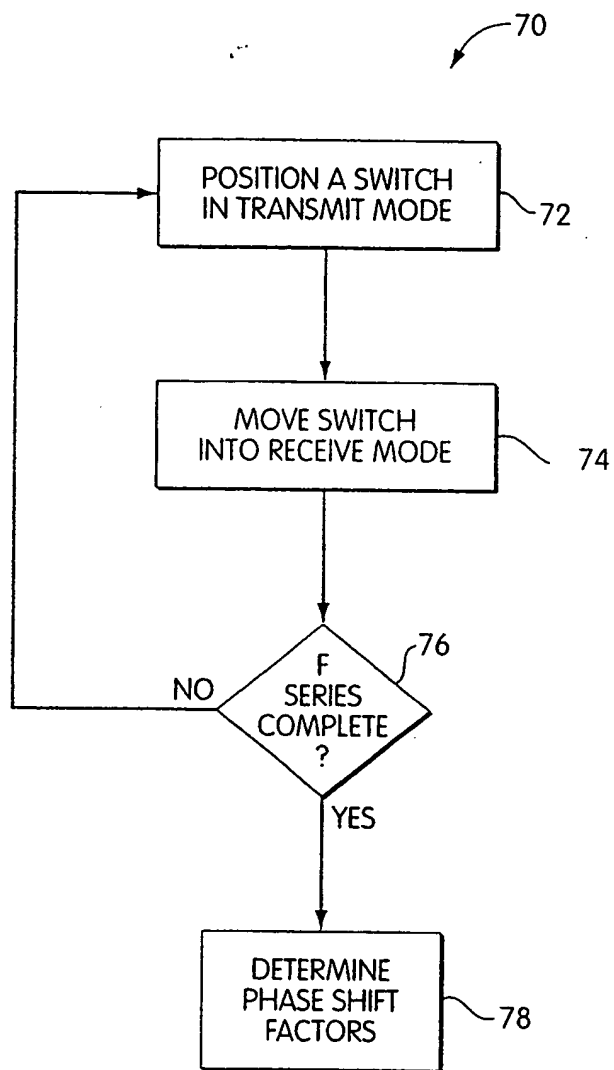 70
POSITION A SWITCH
IN TRANSMIT MODE
72
MOVE SWITCH
INTO RECEIVE MODE
74
F
SERIES
COMPLETE
?
76
NO
YES
DETERMINE
PHASE SHIFT
FACTORS
78